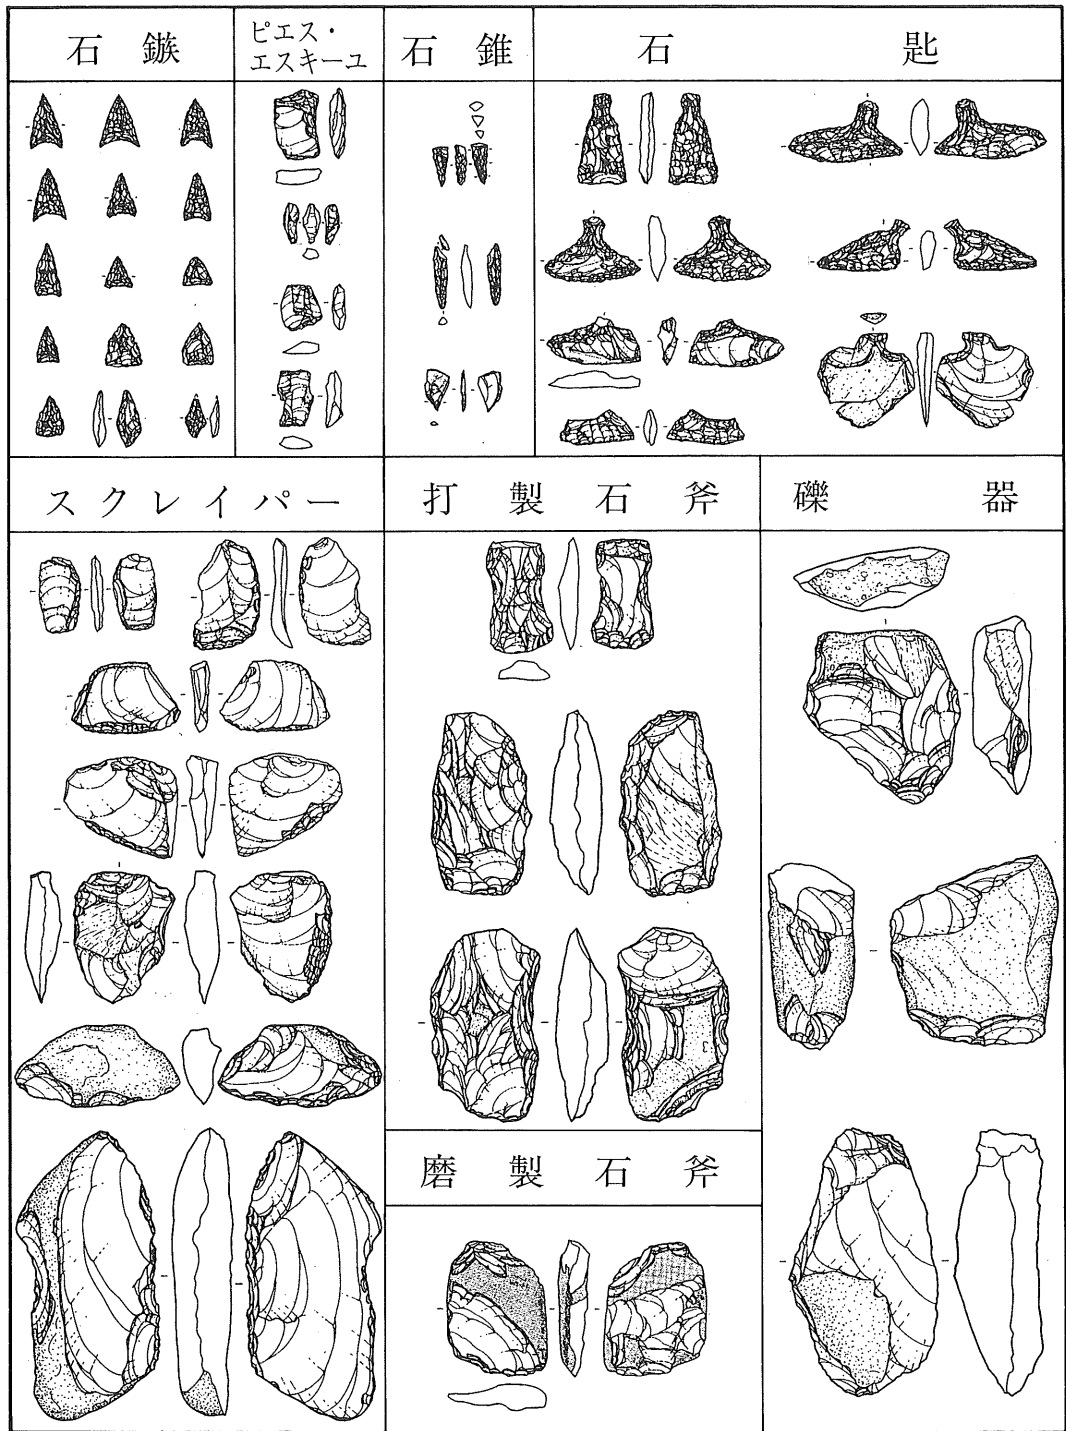 石鏃
ピエス・
エスキーユ
石錐
石匙
スクレイパー
打製石斧
礫器
磨製石斧